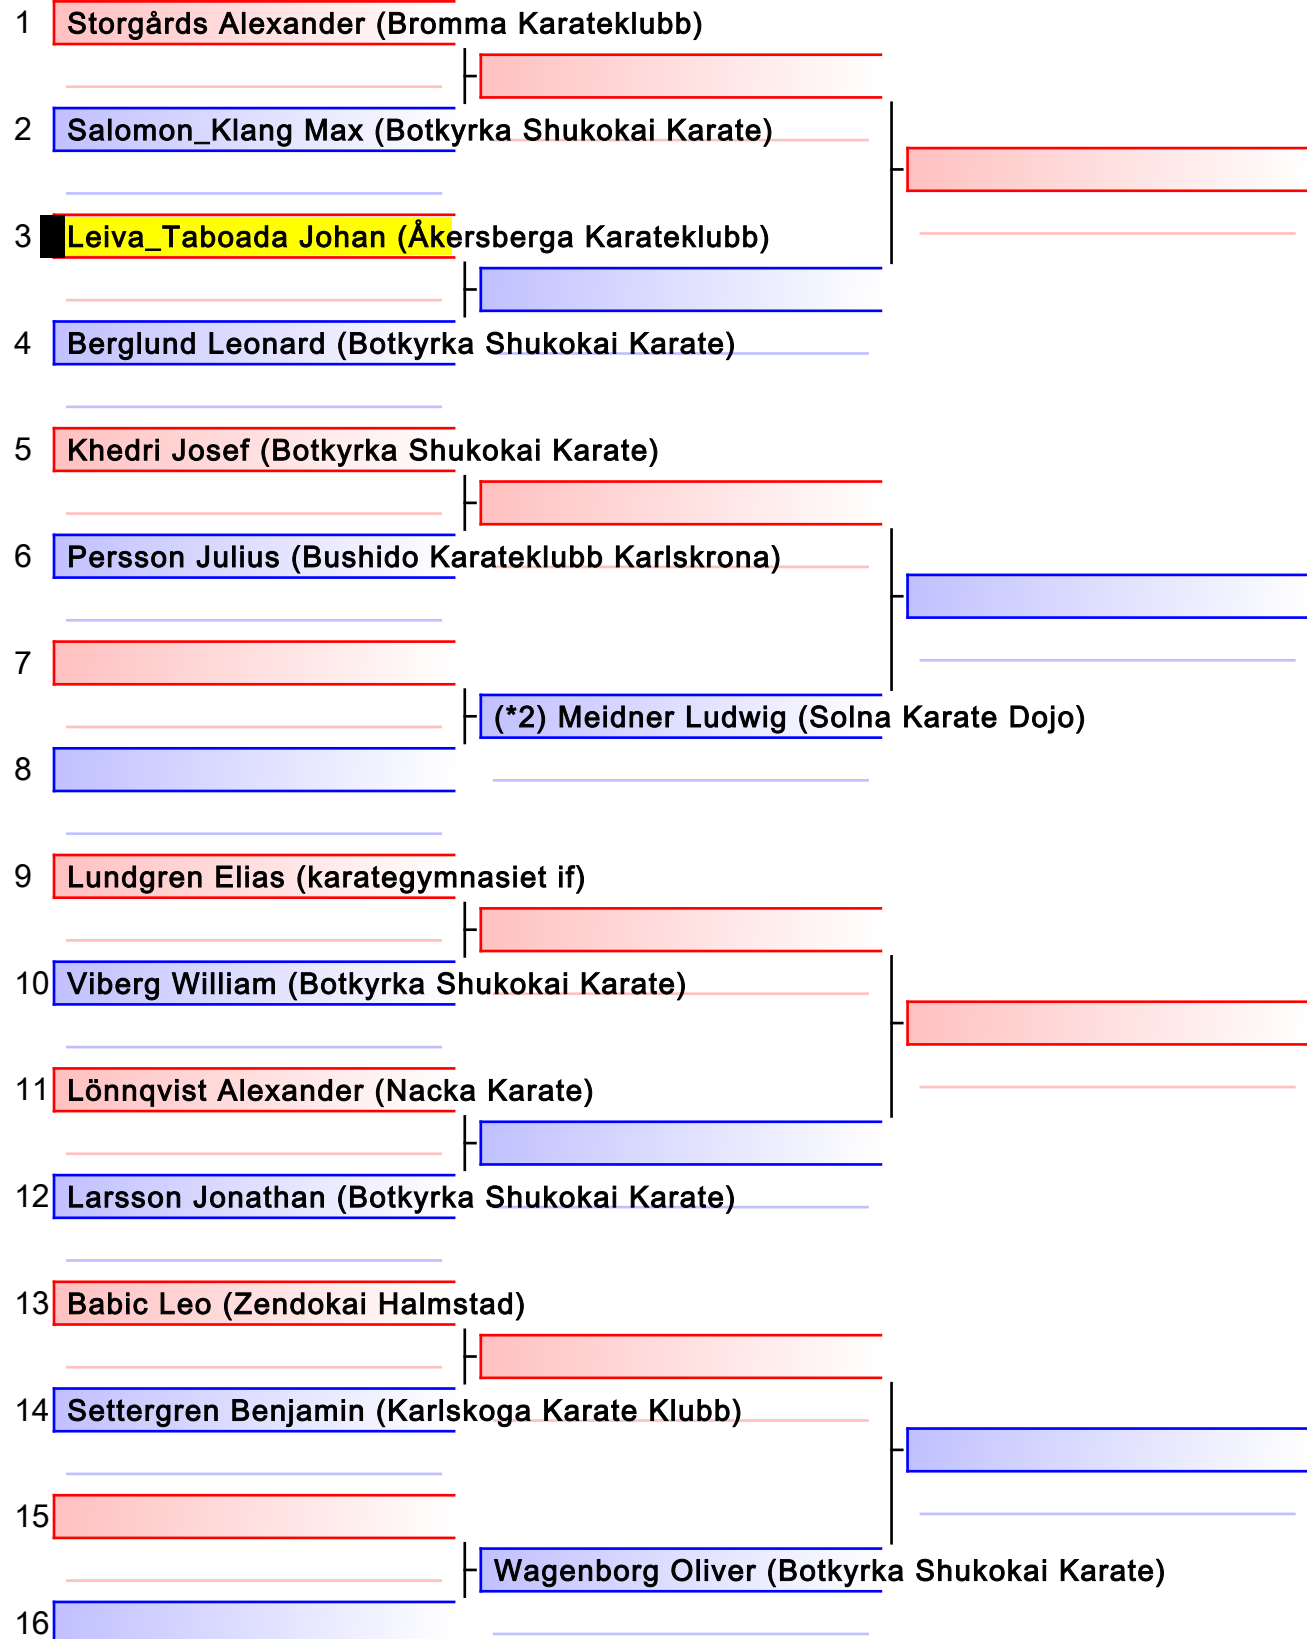 1 Storgårds Alexander (Bromma Karateklubb)
2 Salomon_Klang Max (Botkyrka Shukokai Karate)
3 Leiva_Taboada Johan (Åkersberga Karateklubb)
4 Berglund Leonard (Botkyrka Shukokai Karate)
5 Khedri Josef (Botkyrka Shukokai Karate)
6 Persson Julius (Bushido Karateklubb Karlskrona)
7
(*2) Meidner Ludwig (Solna Karate Dojo)
8
9 Lundgren Elias (karategymnasiet if)
10 Viberg William (Botkyrka Shukokai Karate)
11 Lönnqvist Alexander (Nacka Karate)
12 Larsson Jonathan (Botkyrka Shukokai Karate)
13 Babic Leo (Zendokai Halmstad)
14 Settergren Benjamin (Karlskoga Karate Klubb)
15
Wagenborg Oliver (Botkyrka Shukokai Karate)
16